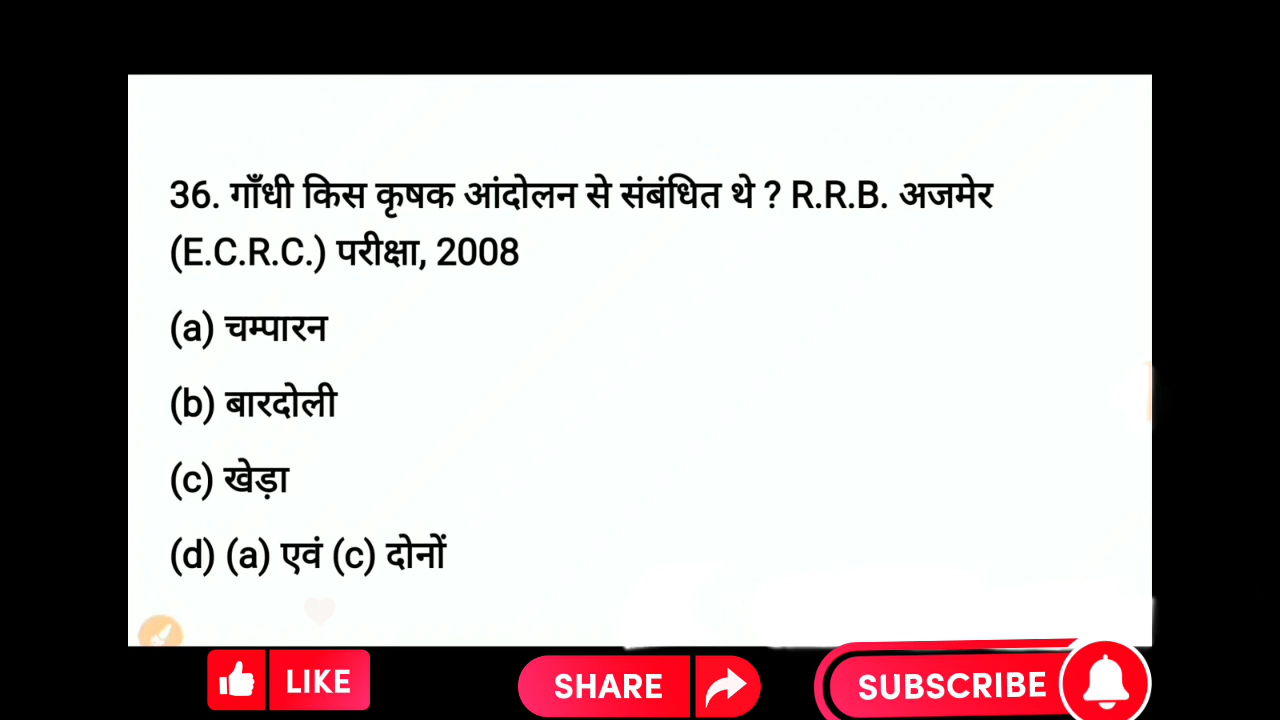 36. गाँधी किस कृषक आंदोलन से संबंधित थे ? R.R.B. अजमेर
(E.C.R.C.) परीक्षा, 2008
(a) चम्पारन
(b) बारदोली
(c) खेड़ा
(d) (a) एवं (c) दोनों
LIKE
SHARE
SUBSCRIBE